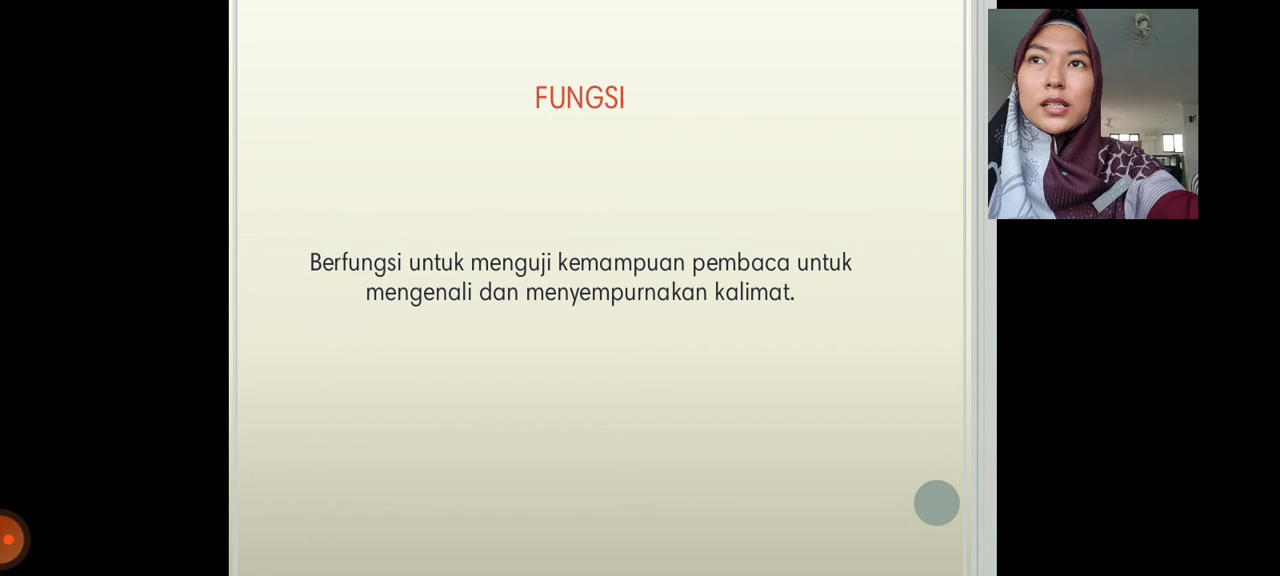 FUNGSI
Berfungsi untuk menguji kemampuan pembaca untuk
mengenali dan menyempurnakan kalimat.